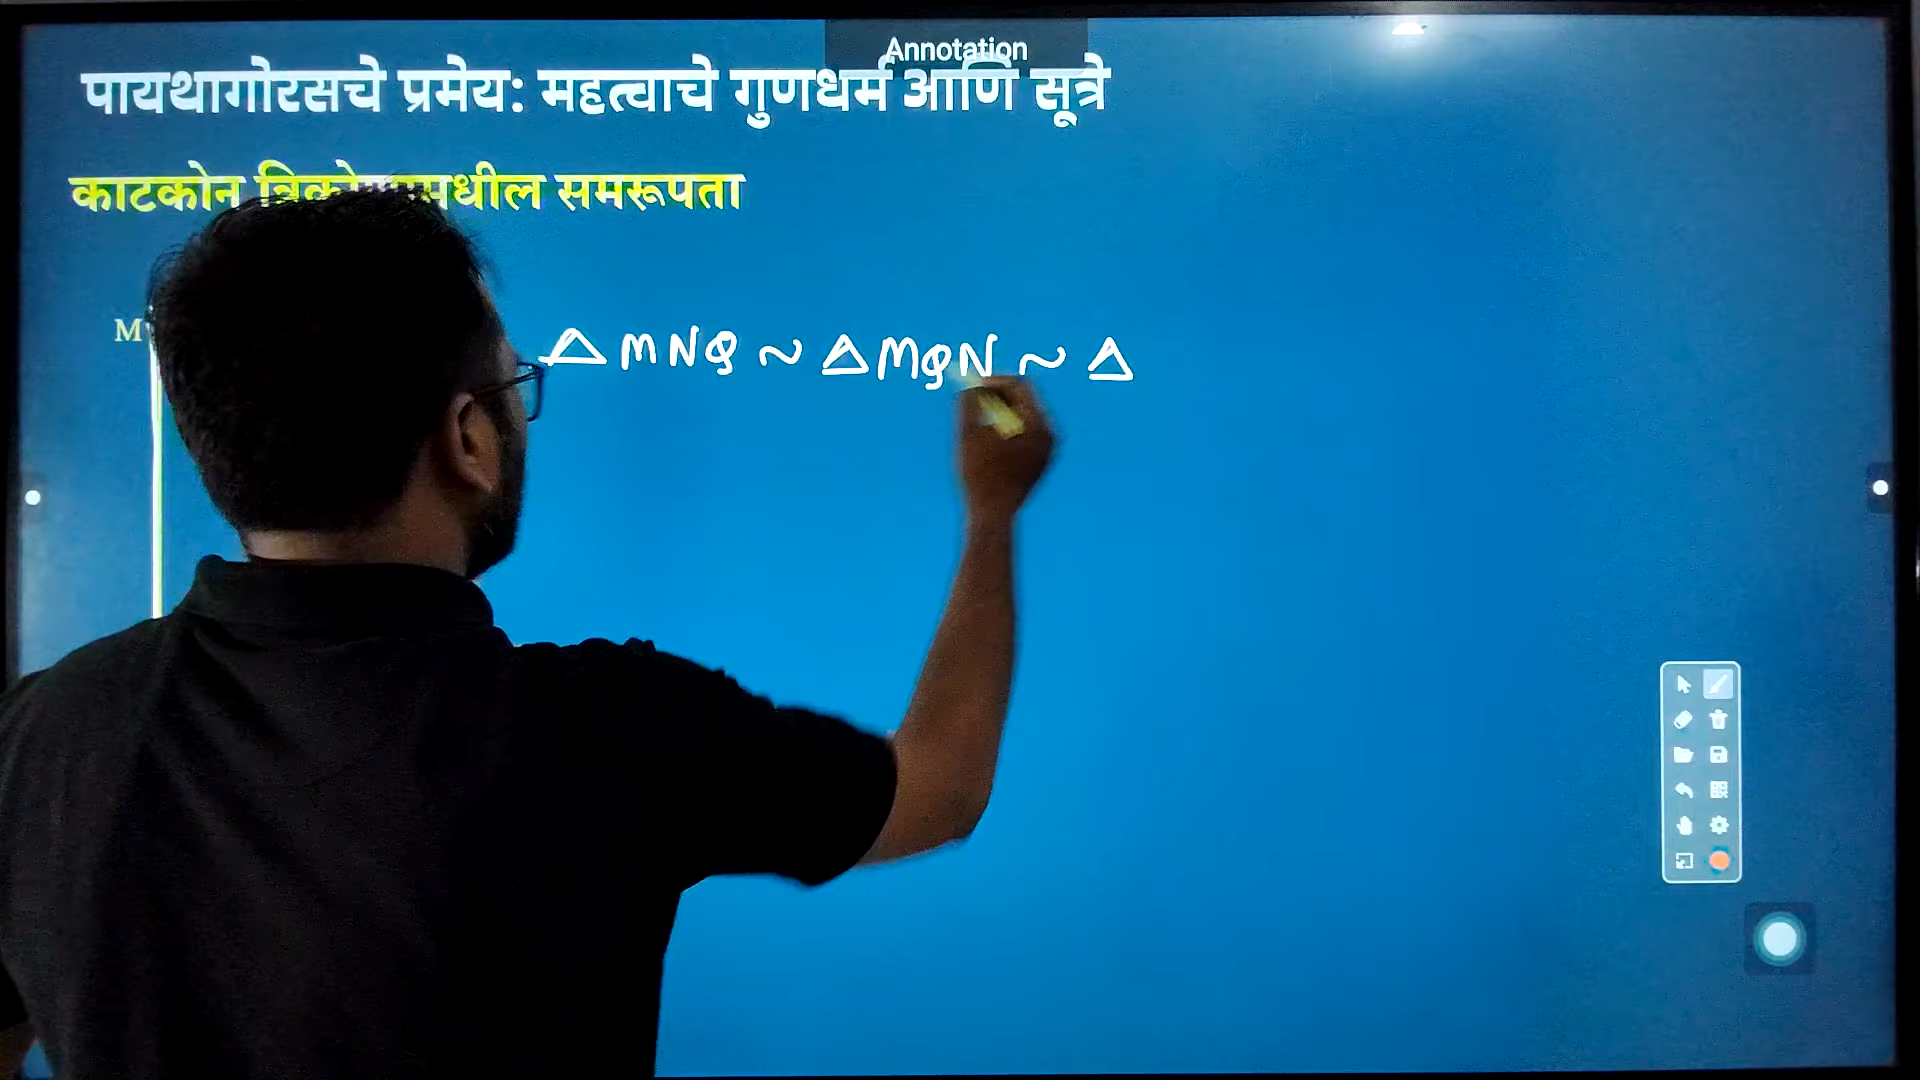 Annotation
पायथागोरसचे प्रमेय: महत्वाचे गुणधर्म आणि सूत्रे
काटकोन समरूपता
M
△ MNQ ~ △ MQN ~ △